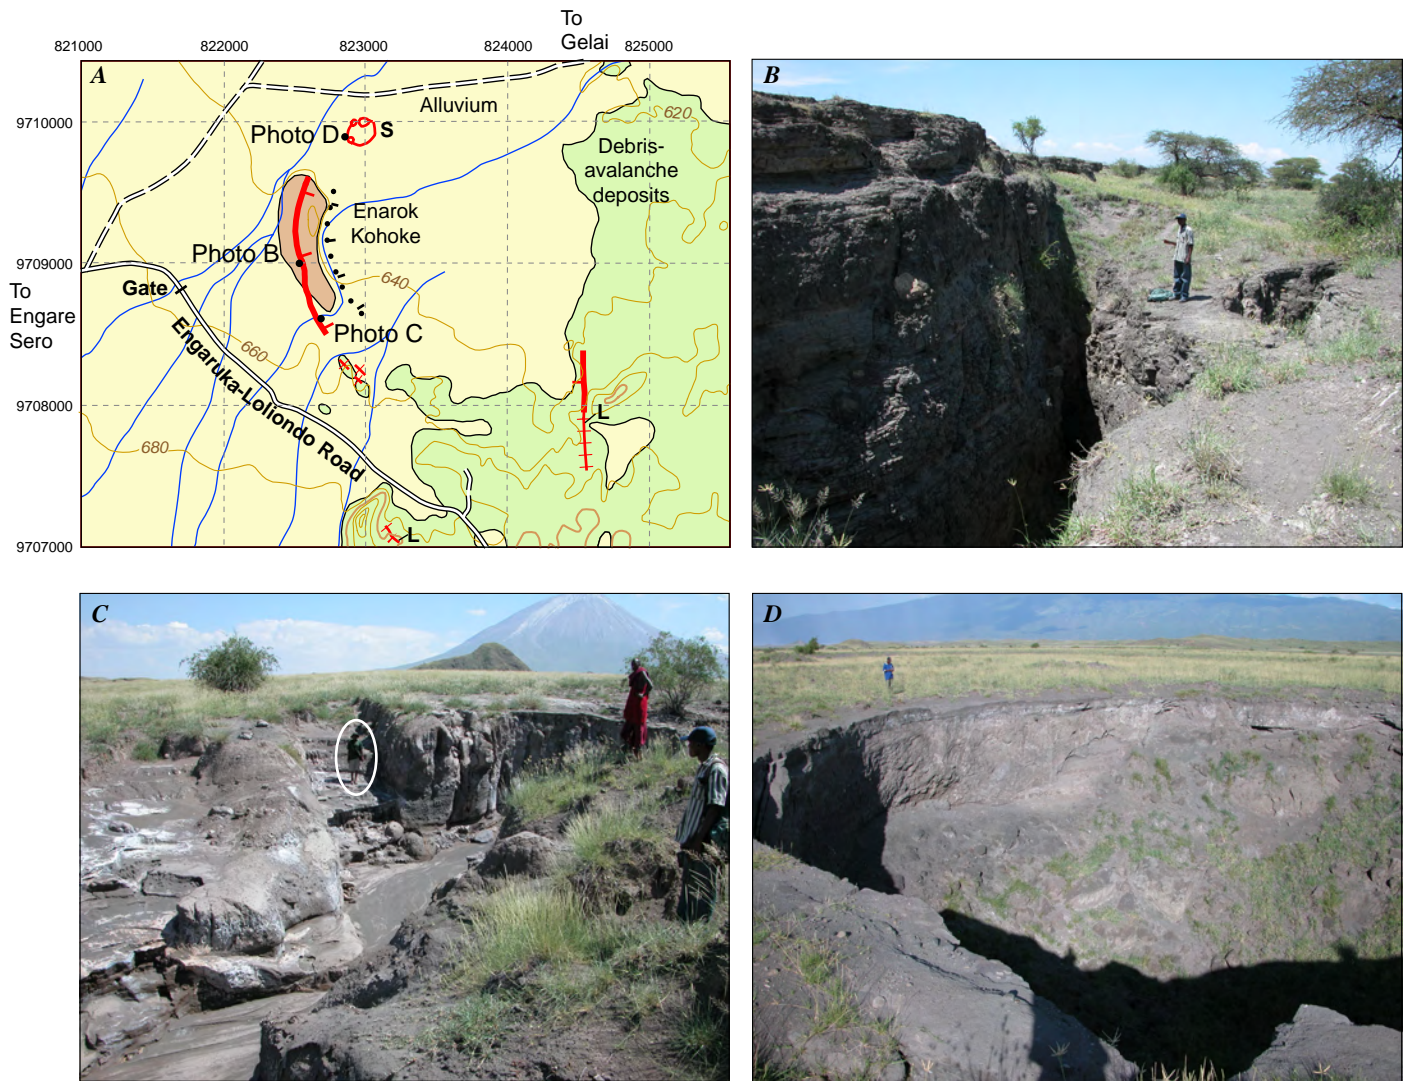 To
Gelai
821000
822000
823000
824000
825000
A
Alluvium
9710000
Photo D
S
620
Debris-
avalanche
deposits
Enarok
Kohoke
Photo B
9709000
640
To
Engare
Sero
Gate
Photo C
Engaruka-Loliondo Road
660
9708000
L
680
L
9707000
B
C
D